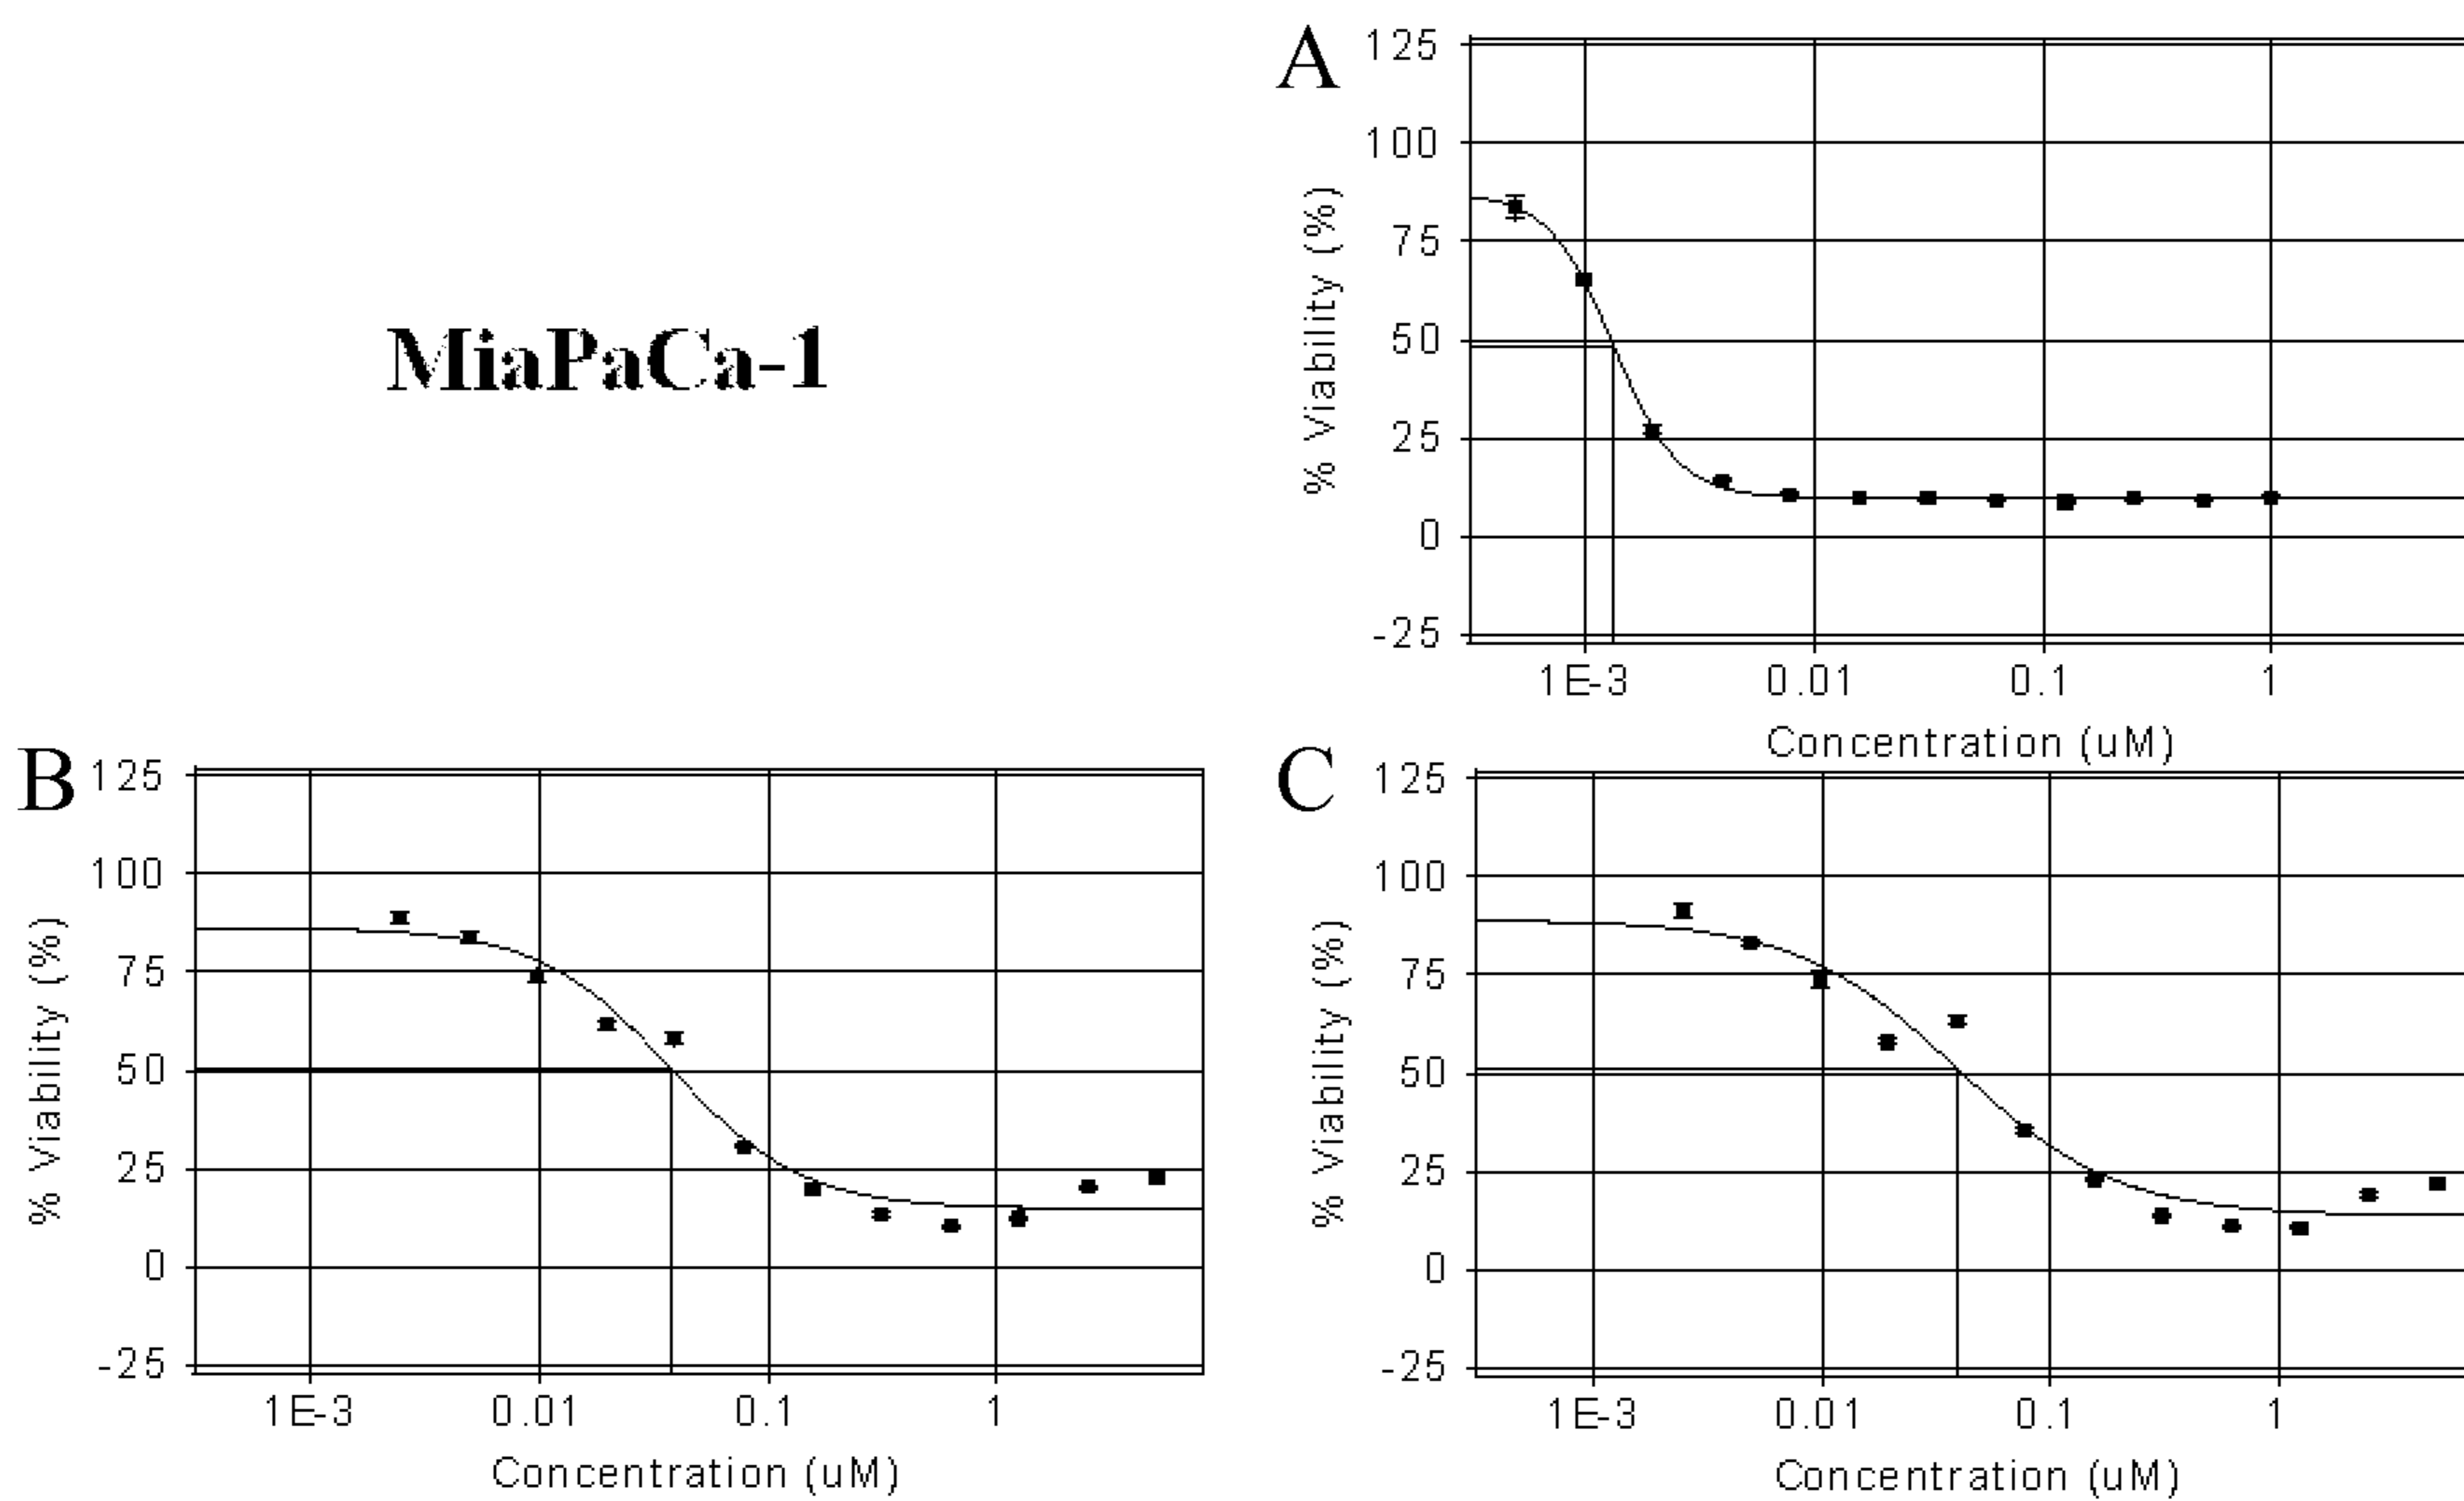 A
125
100
75
50
25
0
-25
% Viability (%)
1E-3 0.01 0.1 1
Concentration (uM)
MiaPaCa-1
B
125
100
75
50
25
0
-25
% Viability (%)
1E-3 0.01 0.1 1
Concentration (uM)
C
125
100
75
50
25
0
-25
% Viability (%)
1E-3 0.01 0.1 1
Concentration (uM)